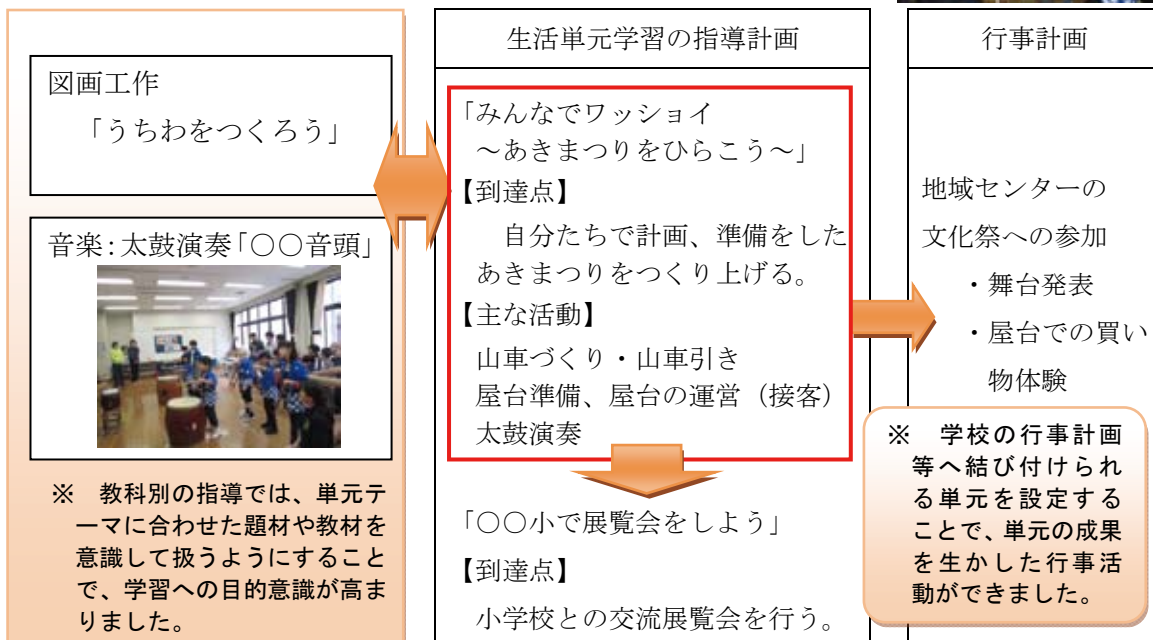 図画工作
「うちわをつくろう」
音楽:太鼓演奏「〇〇音頭」
※ 教科別の指導では、単元テ
ーマに合わせた題材や教材を
意識して扱うようにすること
で、学習への目的意識が高ま
りました。
生活単元学習の指導計画
「みんなでワッショイ
～あきまつりをひらこう～」
【到達点】
自分たちで計画、準備をした
あきまつりをつくり上げる。
【主な活動】
山車づくり・山車引き
屋台準備、屋台の運営（接客）
太鼓演奏
「〇〇小で展覧会をしよう」
【到達点】
小学校との交流展覧会を行う。
行事計画
地域センターの
文化祭への参加
・舞台発表
・屋台での買い
物体験
※ 学校の行事計画
等へ結び付けられ
る単元を設定する
ことで、単元の成果
を生かした行事活
動ができました。